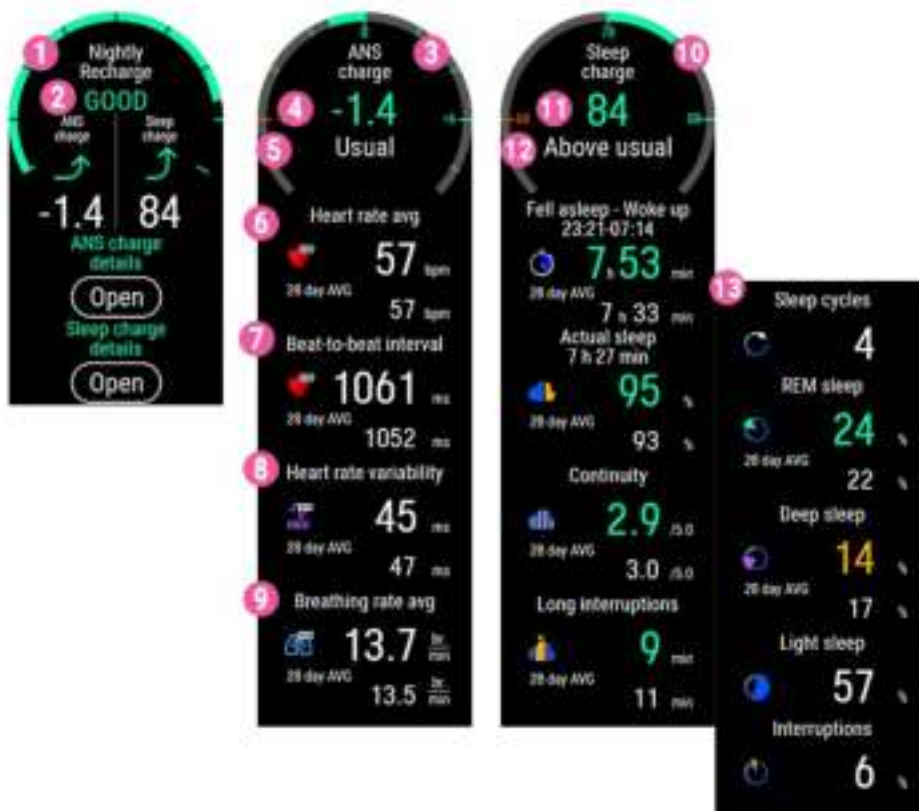 1
Nightly
Recharge
2
GOOD
ANS
charge
Sleep
charge
-1.4
84
ANS charge
details
Open
Sleep charge
details
Open
ANS
charge
3
4
-1.4
5
Usual
6
Heart rate avg
57 bpm
28 day AVG
57 bpm
7
Beat-to-beat interval
1061 ms
28 day AVG
1052 ms
8
Heart rate variability
45 ms
28 day AVG
47 ms
9
Breathing rate avg
13.7 br/min
28 day AVG
13.5 br/min
Sleep
charge
10
11
84
12
Above usual
Fell asleep - Woke up
23:21-07:14
7 h 53 min
28 day AVG
7 h 33 min
Actual sleep
7 h 27 min
95 %
28 day AVG
93 %
Continuity
2.9 /5.0
28 day AVG
3.0 /5.0
Long interruptions
9 min
28 day AVG
11 min
13
Sleep cycles
4
REM sleep
24 %
28 day AVG
22 %
Deep sleep
14 %
28 day AVG
17 %
Light sleep
57 %
Interruptions
6 %